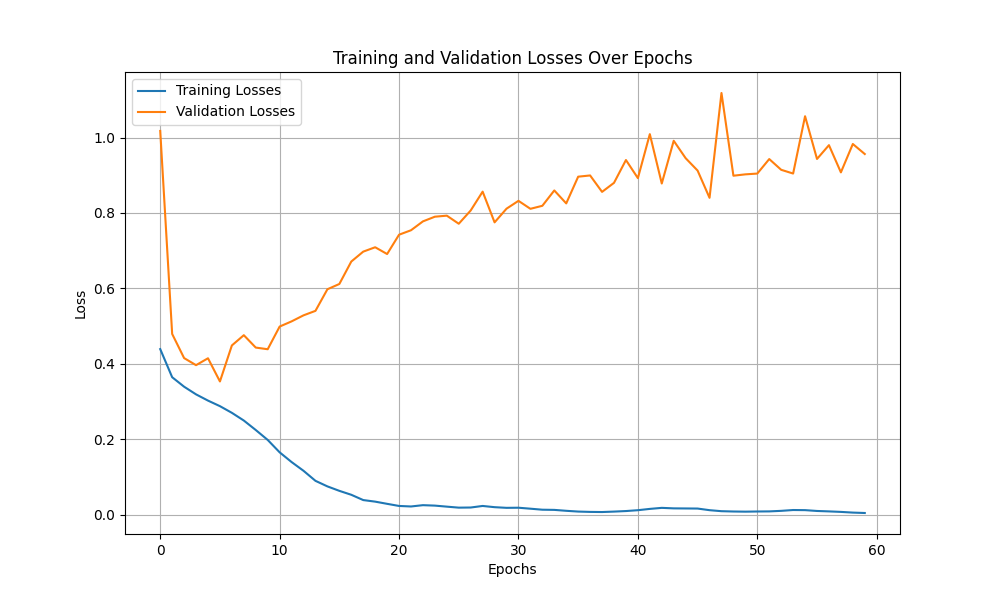 Training and Validation Losses Over Epochs
Training Losses
Validation Losses
1.0
0.8
0.6
0.4
0.2
0.0
Loss
0 10 20 30 40 50 60
Epochs